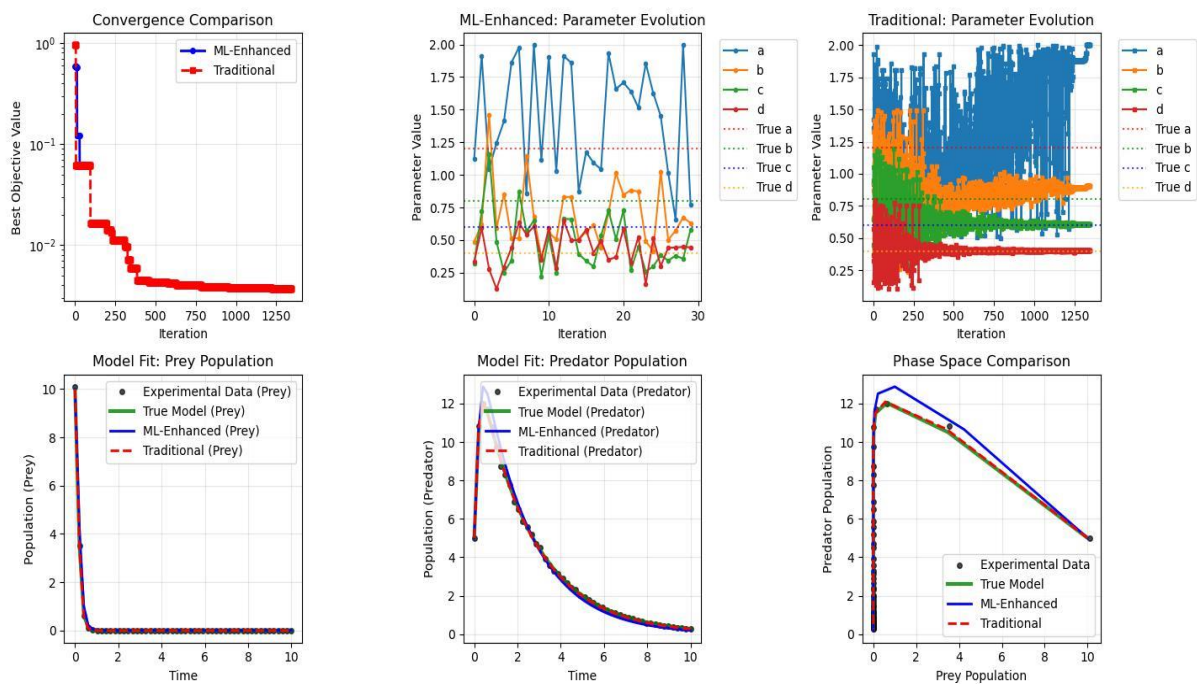 Convergence Comparison
Best Objective Value
10⁰
10⁻¹
10⁻²
ML-Enhanced
Traditional
0 250 500 750 1000 1250
Iteration
ML-Enhanced: Parameter Evolution
Parameter Value
2.00
1.75
1.50
1.25
1.00
0.75
0.50
0.25
0 10 20 30
Iteration
a
b
c
d
True a
True b
True c
True d
Traditional: Parameter Evolution
Parameter Value
2.00
1.75
1.50
1.25
1.00
0.75
0.50
0.25
0 250 500 750 1000 1250
Iteration
a
b
c
d
True a
True b
True c
True d
Model Fit: Prey Population
Population (Prey)
10
8
6
4
2
0
Experimental Data (Prey)
True Model (Prey)
ML-Enhanced (Prey)
Traditional (Prey)
0 2 4 6 8 10
Time
Model Fit: Predator Population
Population (Predator)
12
10
8
6
4
2
0
Experimental Data (Predator)
True Model (Predator)
ML-Enhanced (Predator)
Traditional (Predator)
0 2 4 6 8 10
Time
Phase Space Comparison
Predator Population
12
10
8
6
4
2
0
Experimental Data
True Model
ML-Enhanced
Traditional
0 2 4 6 8 10
Prey Population